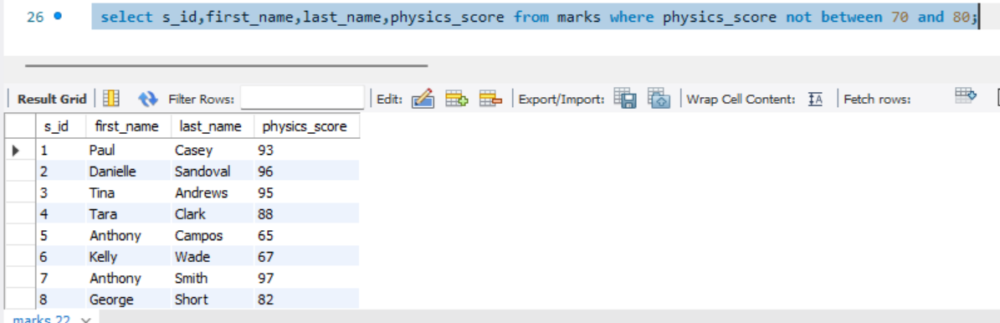 26 select s_id,first_name,last_name,physics_score from marks where physics_score not between 70 and 80;
Result Grid Filter Rows: Edit: Export/Import: Wrap Cell Content: IA Fetch rows:
s_id first_name last_name physics_score
1 Paul Casey 93
2 Danielle Sandoval 96
3 Tina Andrews 95
4 Tara Clark 88
5 Anthony Campos 65
6 Kelly Wade 67
7 Anthony Smith 97
8 George Short 82
marks 22